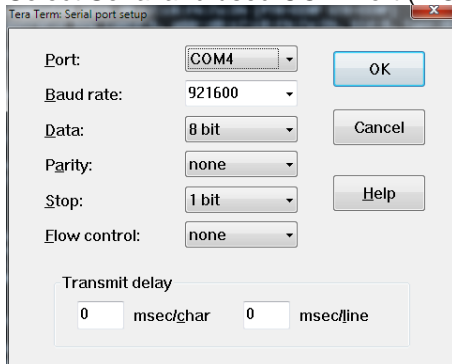 Tera Term: Serial port setup
Port: COM4 OK
Baud rate: 921600
Data: 8 bit Cancel
Parity: none
Stop: 1 bit Help
Flow control: none
Transmit delay
0 msec/char 0 msec/line